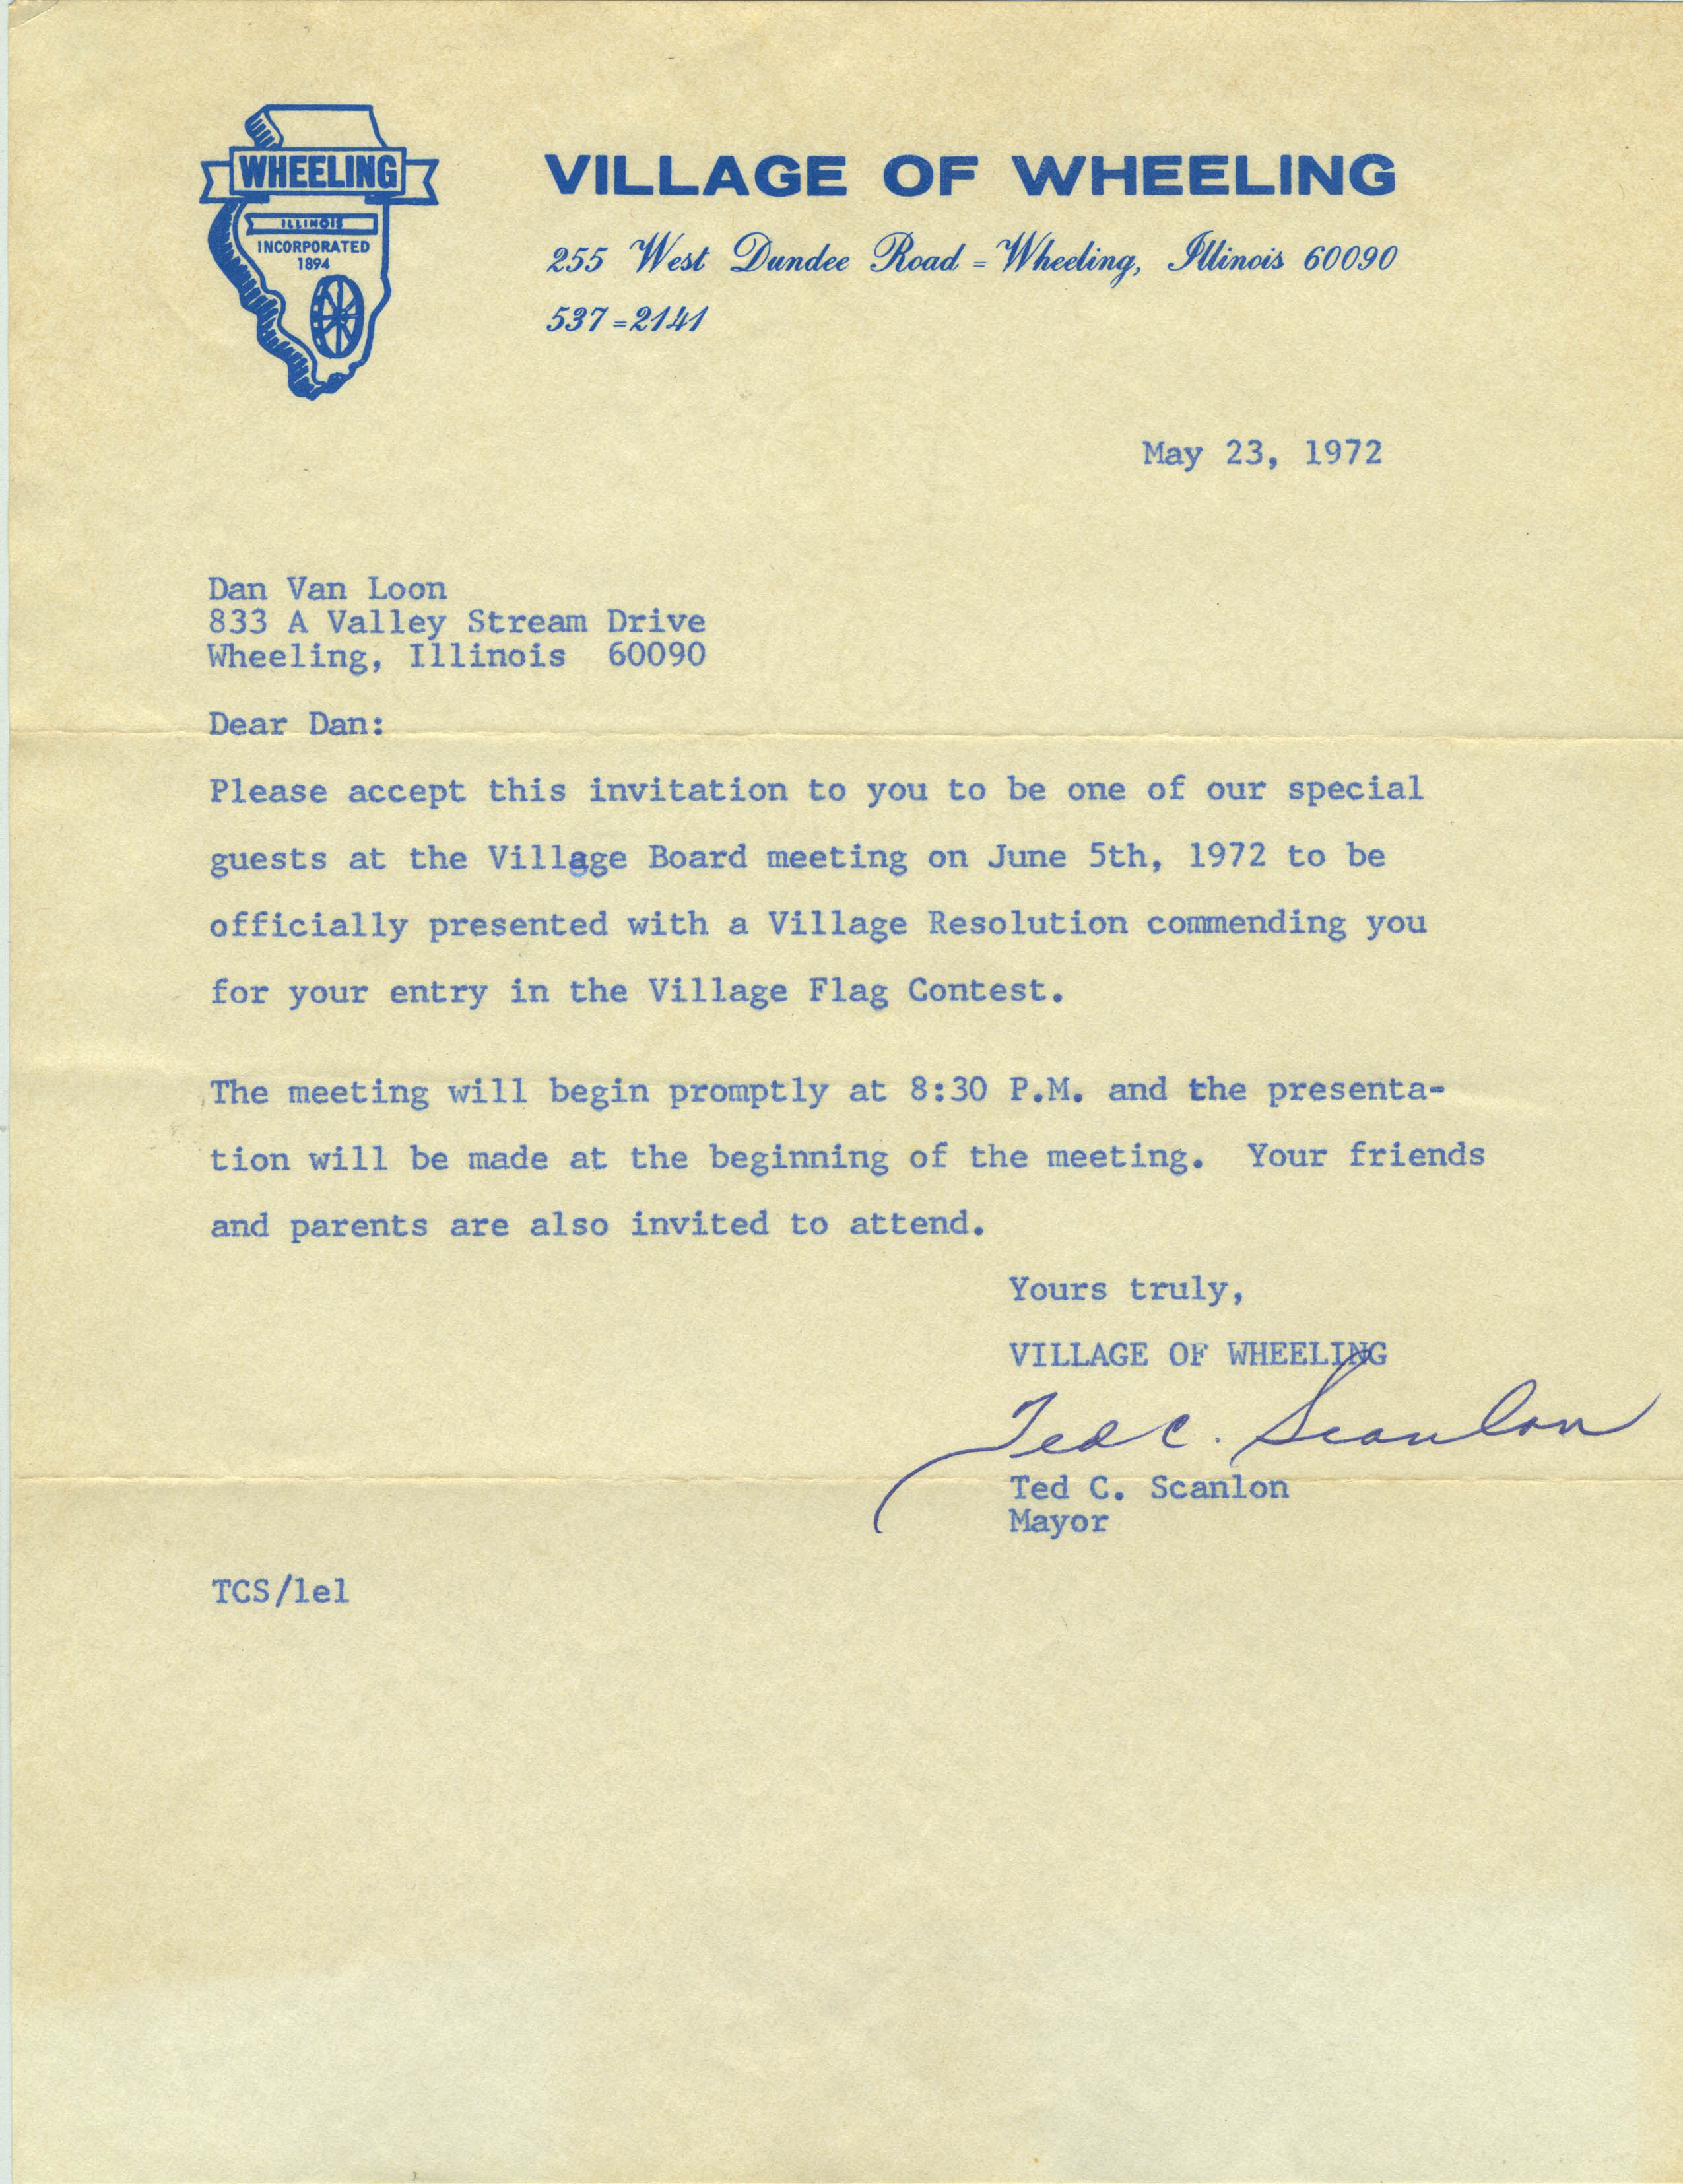 WHEELING
ILLINOIS
INCORPORATED
1894
VILLAGE OF WHEELING
255 West Dundee Road = Wheeling, Illinois 60090
537=2141
May 23, 1972
Dan Van Loon
833 A Valley Stream Drive
Wheeling, Illinois  60090
Dear Dan:
Please accept this invitation to you to be one of our special
guests at the Village Board meeting on June 5th, 1972 to be
officially presented with a Village Resolution commending you
for your entry in the Village Flag Contest.
The meeting will begin promptly at 8:30 P.M. and the presenta-
tion will be made at the beginning of the meeting.  Your friends
and parents are also invited to attend.
Yours truly,
VILLAGE OF WHEELING
Ted C. Scanlon
Ted C. Scanlon
Mayor
TCS/lel